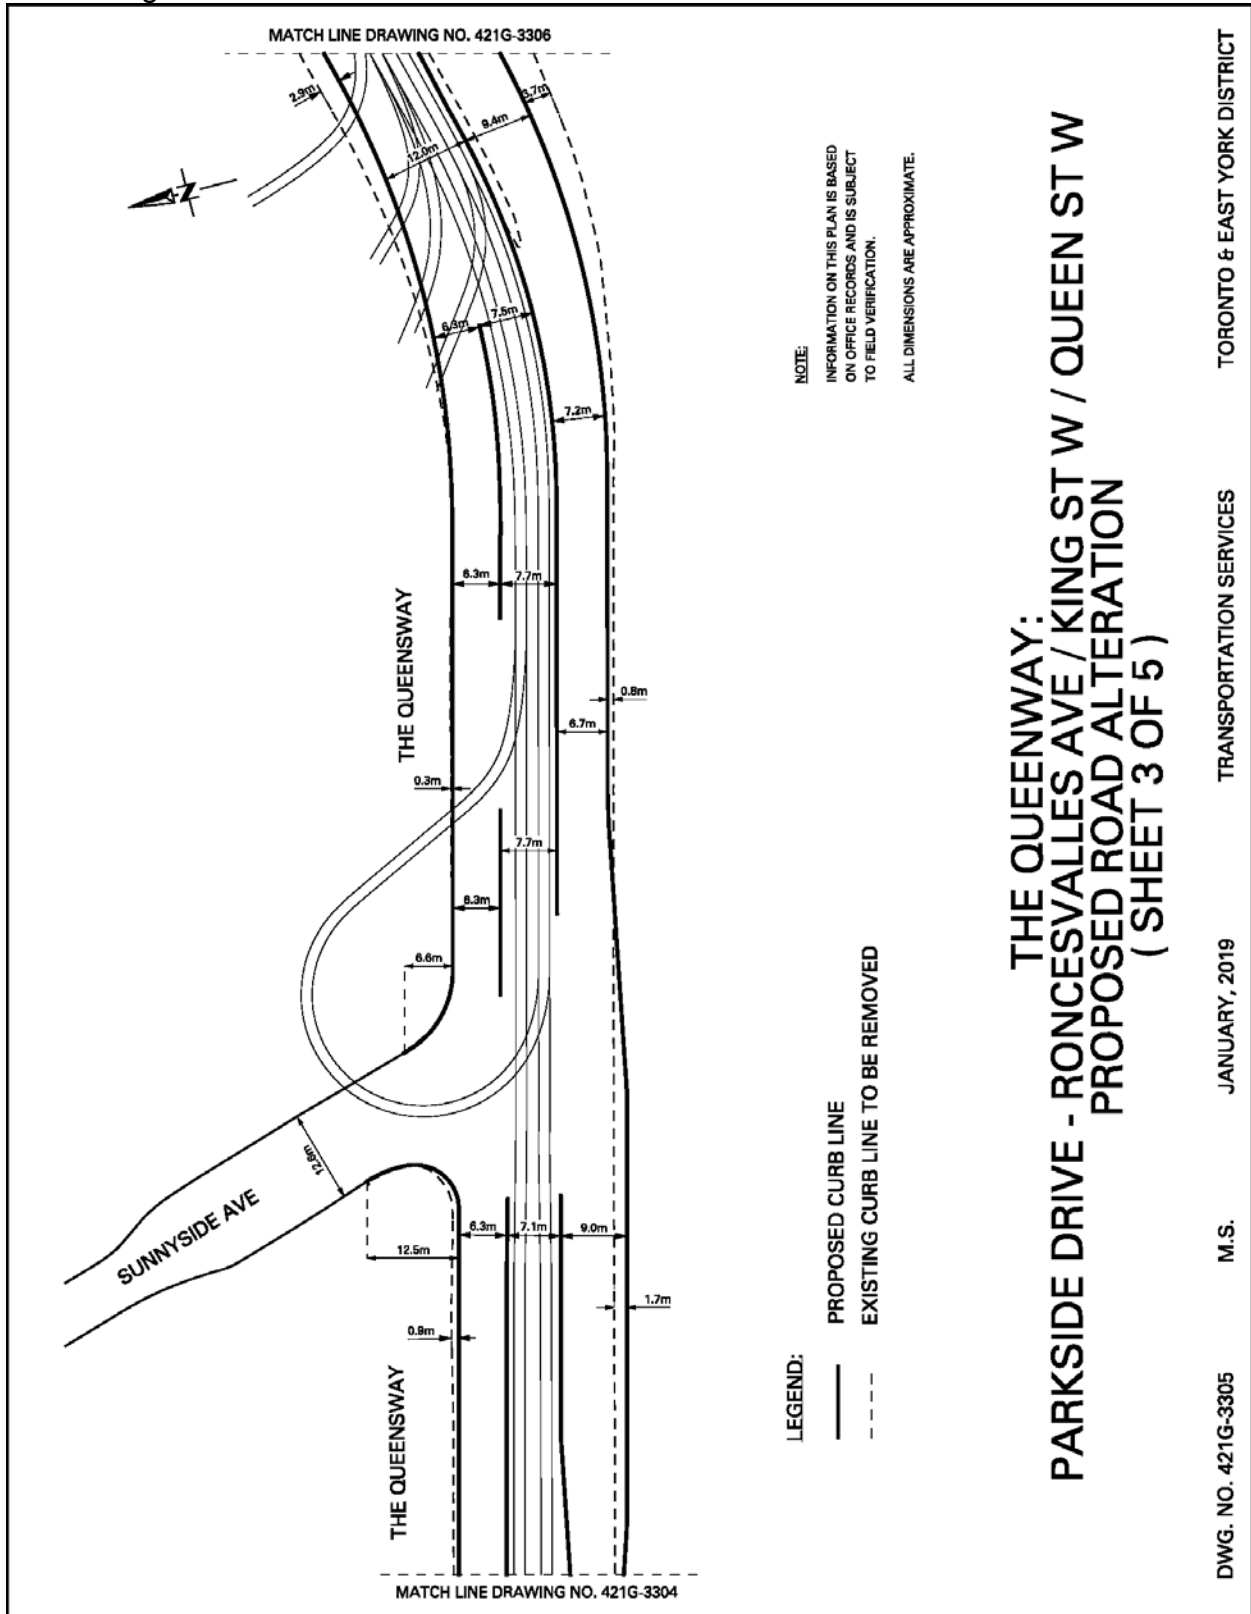 MATCH LINE DRAWING NO. 421G-3306
2.9m
3.7m
9.4m
12.0m
N
6.3m
7.5m
7.2m
THE QUEENSWAY
6.3m
7.7m
0.8m
6.7m
0.3m
7.7m
6.3m
6.6m
12.6m
SUNNYSIDE AVE
6.3m
7.1m
9.0m
12.5m
1.7m
0.9m
THE QUEENSWAY
MATCH LINE DRAWING NO. 421G-3304
NOTE:
INFORMATION ON THIS PLAN IS BASED
ON OFFICE RECORDS AND IS SUBJECT
TO FIELD VERIFICATION.
ALL DIMENSIONS ARE APPROXIMATE.
LEGEND:
PROPOSED CURB LINE
EXISTING CURB LINE TO BE REMOVED
THE QUEENWAY:
PARKSIDE DRIVE - RONCESVALLES AVE / KING ST W / QUEEN ST W
PROPOSED ROAD ALTERATION
( SHEET 3 OF 5 )
DWG. NO. 421G-3305 M.S. JANUARY, 2019 TRANSPORTATION SERVICES TORONTO & EAST YORK DISTRICT